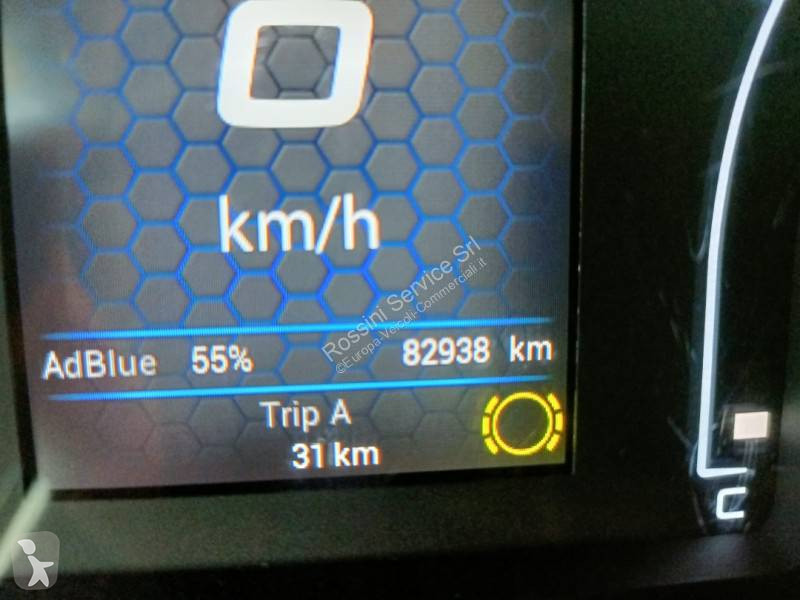 0
km/h
AdBlue 55% 82938 km
Trip A
31 km
C
Rossini Service Srl
©Europa-Veicoli-Commerciali.it